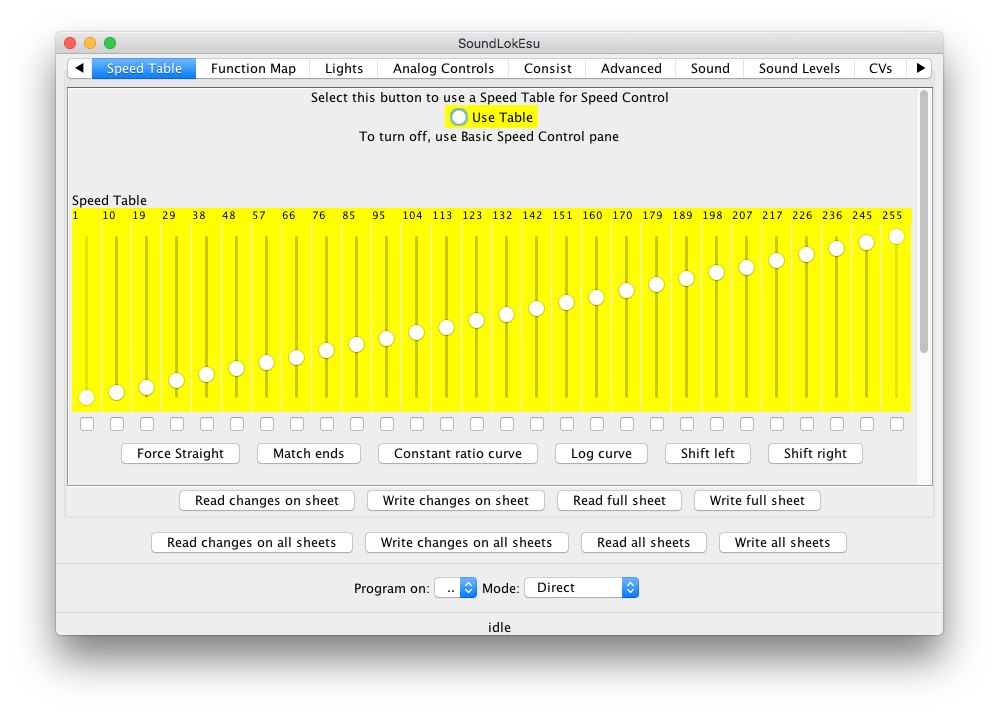 SoundLokEsu
Speed Table Function Map Lights Analog Controls Consist Advanced Sound Sound Levels CVs
Select this button to use a Speed Table for Speed Control
Use Table
To turn off, use Basic Speed Control pane
Speed Table
1 10 19 29 38 48 57 66 76 85 95 104 113 123 132 142 151 160 170 179 189 198 207 217 226 236 245 255
Force Straight Match ends Constant ratio curve Log curve Shift left Shift right
Read changes on sheet Write changes on sheet Read full sheet Write full sheet
Read changes on all sheets Write changes on all sheets Read all sheets Write all sheets
Program on: .. Mode: Direct
idle